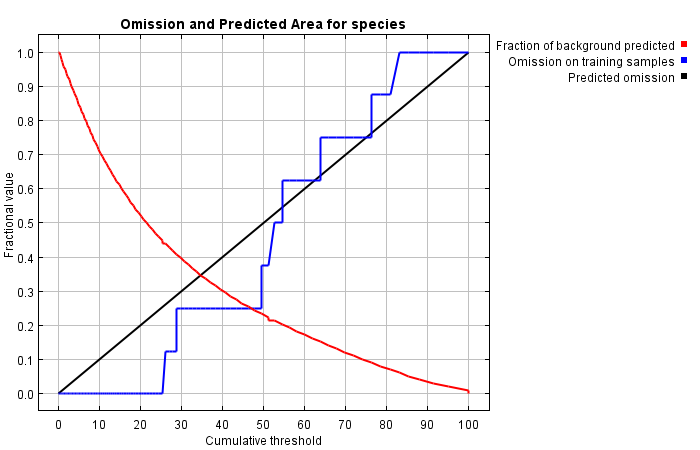 Omission and Predicted Area for species
Fraction of background predicted
Omission on training samples
Predicted omission
Fractional value
1.0
0.9
0.8
0.7
0.6
0.5
0.4
0.3
0.2
0.1
0.0
0 10 20 30 40 50 60 70 80 90 100
Cumulative threshold